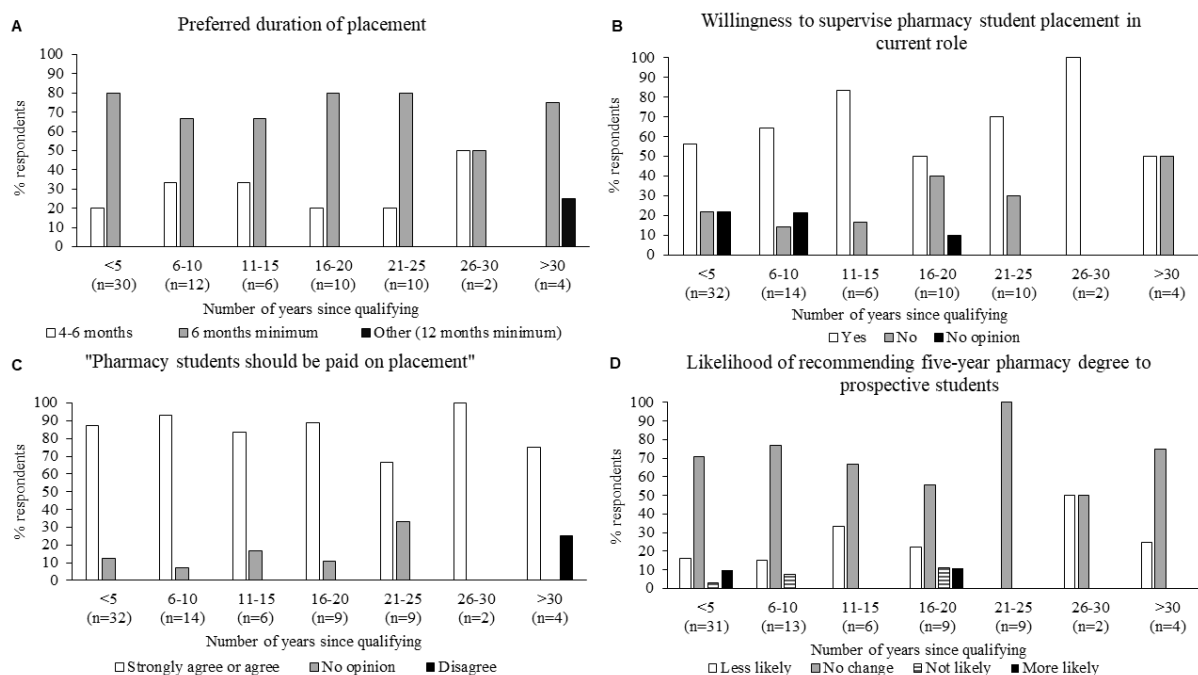 A
Preferred duration of placement
% respondents
100
90
80
70
60
50
40
30
20
10
0
<5 6-10 11-15 16-20 21-25 26-30 >30
(n=30) (n=12) (n=6) (n=10) (n=10) (n=2) (n=4)
Number of years since qualifying
4-6 months 6 months minimum Other (12 months minimum)
B
Willingness to supervise pharmacy student placement in
current role
% respondents
100
90
80
70
60
50
40
30
20
10
0
<5 6-10 11-15 16-20 21-25 26-30 >30
(n=32) (n=14) (n=6) (n=10) (n=10) (n=2) (n=4)
Number of years since qualifying
Yes No No opinion
C
"Pharmacy students should be paid on placement"
% respondents
100
90
80
70
60
50
40
30
20
10
0
<5 6-10 11-15 16-20 21-25 26-30 >30
(n=32) (n=14) (n=6) (n=9) (n=9) (n=2) (n=4)
Number of years since qualifying
Strongly agree or agree No opinion Disagree
D
Likelihood of recommending five-year pharmacy degree to
prospective students
% respondents
100
90
80
70
60
50
40
30
20
10
0
<5 6-10 11-15 16-20 21-25 26-30 >30
(n=31) (n=13) (n=6) (n=9) (n=9) (n=2) (n=4)
Number of years since qualifying
Less likely No change Not likely More likely